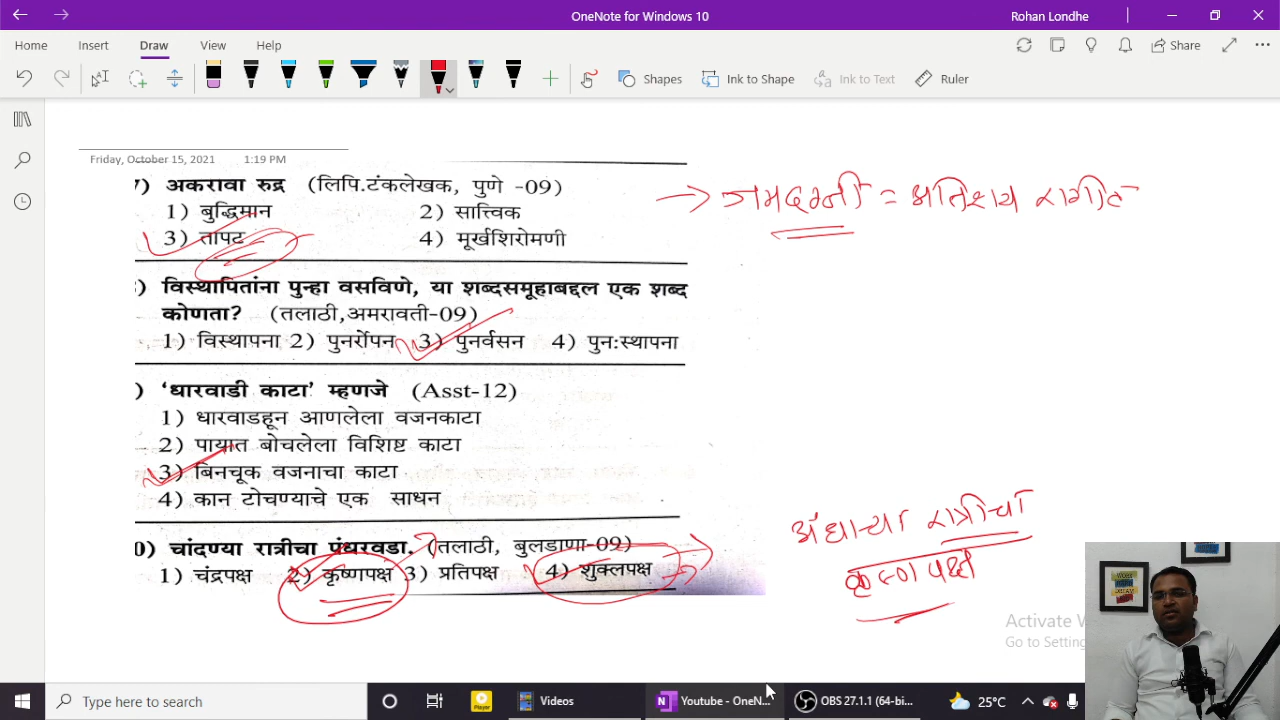 OneNote for Windows 10
Rohan Londhe
Home Insert Draw View Help
Share
Shapes Ink to Shape Ink to Text Ruler
Friday, October 15, 2021 1:19 PM
7) अकरावा रुद्र (लिपि.टंकलेखक, पुणे -09)
1) बुद्धिमान 2) सात्त्विक
3) तापट 4) मूर्खशिरोमणी
→ जमदग्नी = अतिशय रागीट
) विस्थापितांना पुन्हा वसविणे, या शब्दसमूहाबद्दल एक शब्द
कोणता? (तलाठी,अमरावती-09)
1) विस्थापना 2) पुनर्रोपन 3) पुनर्वसन 4) पुन:स्थापना
) 'धारवाडी काटा' म्हणजे (Asst-12)
1) धारवाडहून आणलेला वजनकाटा
2) पायात बोचलेला विशिष्ट काटा
3) बिनचूक वजनाचा काटा
4) कान टोचण्याचे एक साधन
0) चांदण्या रात्रीचा पंधरवडा. (तलाठी, बुलडाणा-09)
1) चंद्रपक्ष 2) कृष्णपक्ष 3) प्रतिपक्ष 4) शुक्लपक्ष
अंधाऱ्या रात्रीचा
कृष्ण पक्ष
Activate W
Go to Setting
Type here to search
Videos
Youtube - OneN...
OBS 27.1.1 (64-bi...
25°C